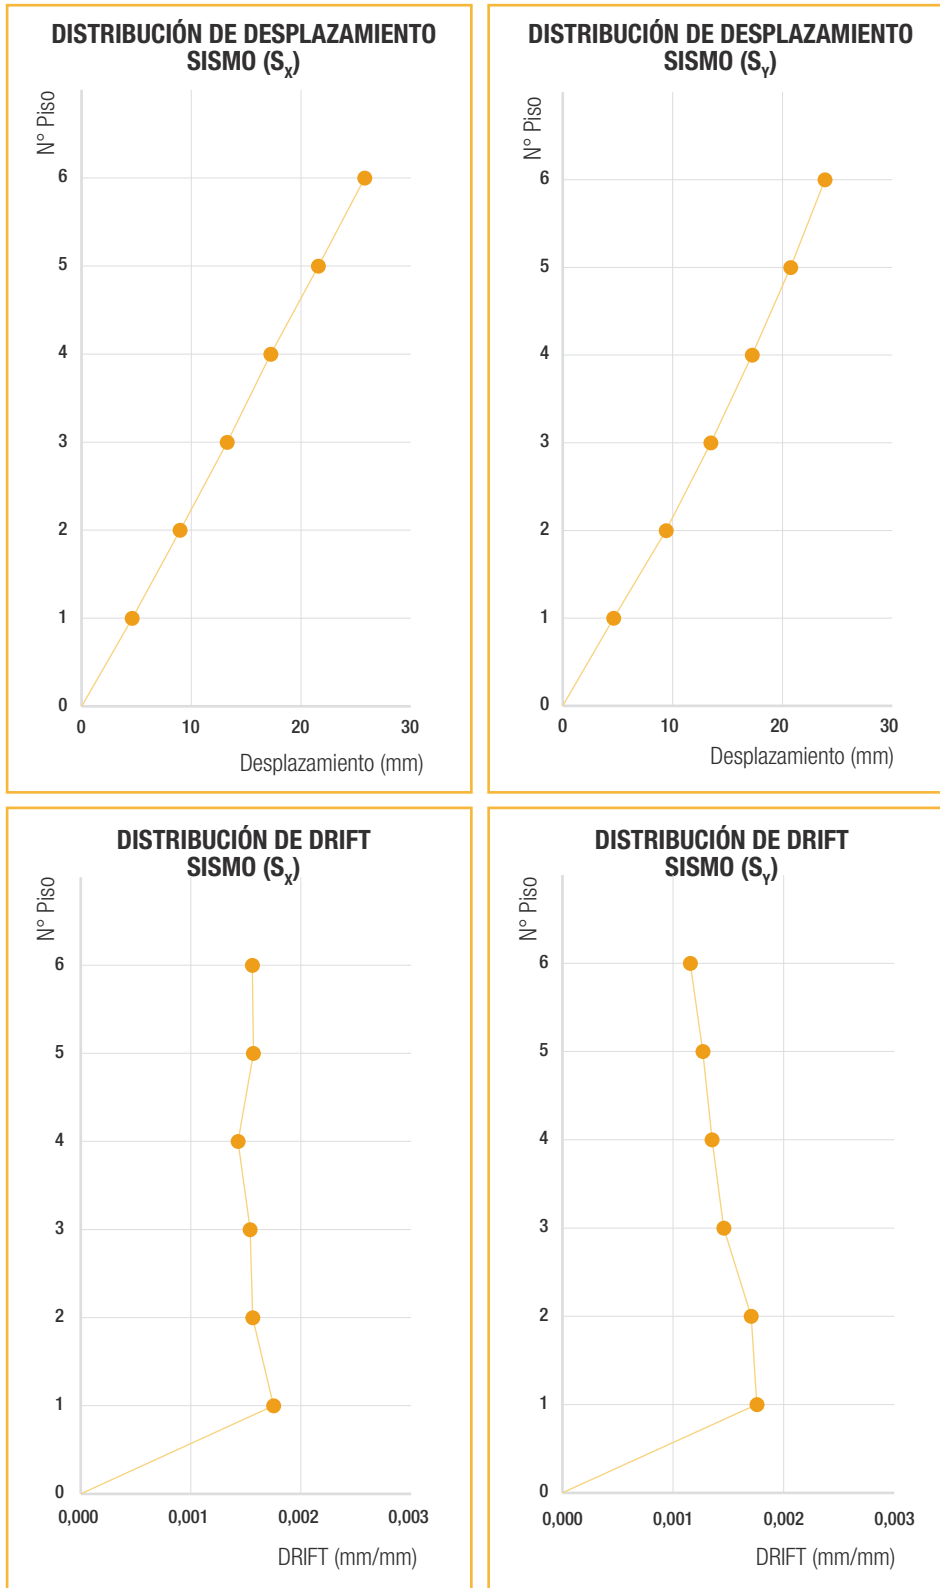 DISTRIBUCIÓN DE DESPLAZAMIENTO
SISMO (Sx)
N° Piso
6
5
4
3
2
1
0
0 10 20 30
Desplazamiento (mm)
DISTRIBUCIÓN DE DESPLAZAMIENTO
SISMO (SY)
N° Piso
6
5
4
3
2
1
0
0 10 20 30
Desplazamiento (mm)
DISTRIBUCIÓN DE DRIFT
SISMO (Sx)
N° Piso
6
5
4
3
2
1
0
0,000 0,001 0,002 0,003
DRIFT (mm/mm)
DISTRIBUCIÓN DE DRIFT
SISMO (SY)
N° Piso
6
5
4
3
2
1
0
0,000 0,001 0,002 0,003
DRIFT (mm/mm)